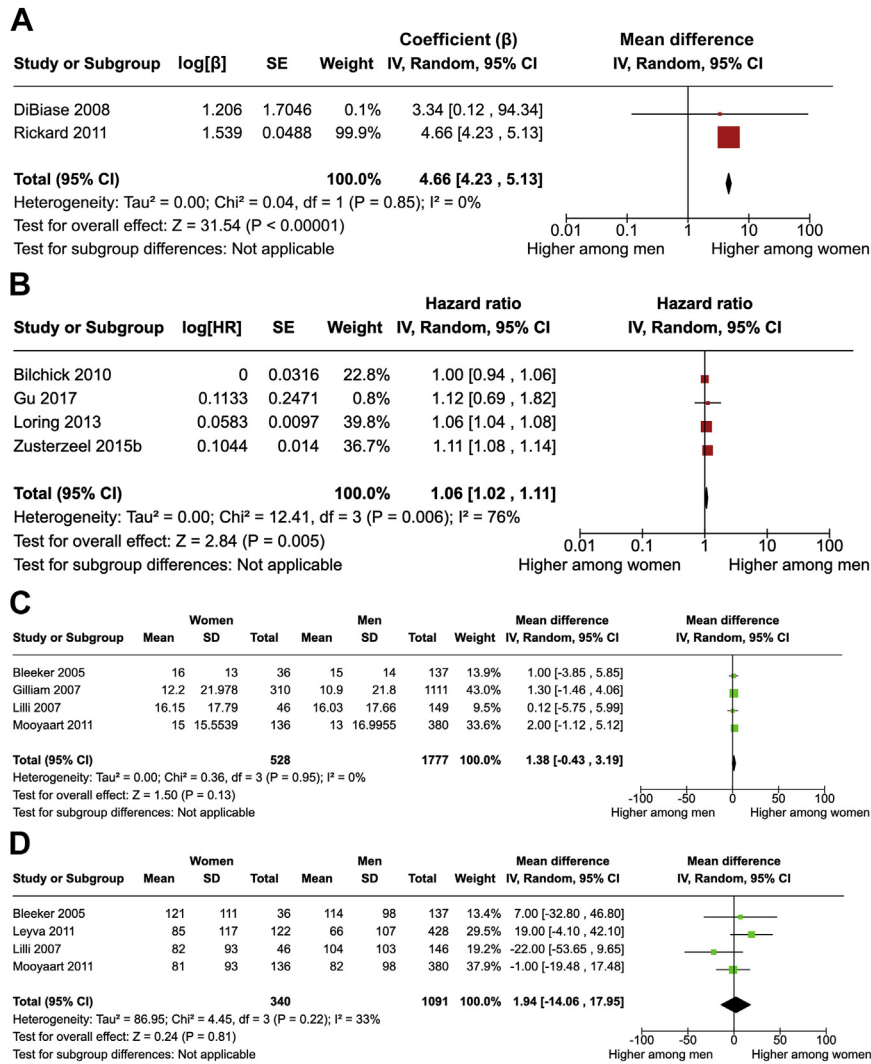 A
Coefficient (β) Mean difference
Study or Subgroup log[β] SE Weight IV, Random, 95% CI IV, Random, 95% CI
DiBiase 2008 1.206 1.7046 0.1% 3.34 [0.12 , 94.34]
Rickard 2011 1.539 0.0488 99.9% 4.66 [4.23 , 5.13]
Total (95% CI) 100.0% 4.66 [4.23 , 5.13]
Heterogeneity: Tau² = 0.00; Chi² = 0.04, df = 1 (P = 0.85); I² = 0%
Test for overall effect: Z = 31.54 (P < 0.00001)
Test for subgroup differences: Not applicable
0.01 0.1 1 10 100
Higher among men Higher among women
B
Hazard ratio Hazard ratio
Study or Subgroup log[HR] SE Weight IV, Random, 95% CI IV, Random, 95% CI
Bilchick 2010 0 0.0316 22.8% 1.00 [0.94 , 1.06]
Gu 2017 0.1133 0.2471 0.8% 1.12 [0.69 , 1.82]
Loring 2013 0.0583 0.0097 39.8% 1.06 [1.04 , 1.08]
Zusterzeel 2015b 0.1044 0.014 36.7% 1.11 [1.08 , 1.14]
Total (95% CI) 100.0% 1.06 [1.02 , 1.11]
Heterogeneity: Tau² = 0.00; Chi² = 12.41, df = 3 (P = 0.006); I² = 76%
Test for overall effect: Z = 2.84 (P = 0.005)
Test for subgroup differences: Not applicable
0.01 0.1 1 10 100
Higher among women Higher among men
C
Women Men Mean difference Mean difference
Study or Subgroup Mean SD Total Mean SD Total Weight IV, Random, 95% CI IV, Random, 95% CI
Bleeker 2005 16 13 36 15 14 137 13.9% 1.00 [-3.85 , 5.85]
Gilliam 2007 12.2 21.978 310 10.9 21.8 1111 43.0% 1.30 [-1.46 , 4.06]
Lilli 2007 16.15 17.79 46 16.03 17.66 149 9.5% 0.12 [-5.75 , 5.99]
Mooyaart 2011 15 15.5539 136 13 16.9955 380 33.6% 2.00 [-1.12 , 5.12]
Total (95% CI) 528 1777 100.0% 1.38 [-0.43 , 3.19]
Heterogeneity: Tau² = 0.00; Chi² = 0.36, df = 3 (P = 0.95); I² = 0%
Test for overall effect: Z = 1.50 (P = 0.13)
Test for subgroup differences: Not applicable
-100 -50 0 50 100
Higher among men Higher among women
D
Women Men Mean difference Mean difference
Study or Subgroup Mean SD Total Mean SD Total Weight IV, Random, 95% CI IV, Random, 95% CI
Bleeker 2005 121 111 36 114 98 137 13.4% 7.00 [-32.80 , 46.80]
Leyva 2011 85 117 122 66 107 428 29.5% 19.00 [-4.10 , 42.10]
Lilli 2007 82 93 46 104 103 146 19.2% -22.00 [-53.65 , 9.65]
Mooyaart 2011 81 93 136 82 98 380 37.9% -1.00 [-19.48 , 17.48]
Total (95% CI) 340 1091 100.0% 1.94 [-14.06 , 17.95]
Heterogeneity: Tau² = 86.95; Chi² = 4.45, df = 3 (P = 0.22); I² = 33%
Test for overall effect: Z = 0.24 (P = 0.81)
Test for subgroup differences: Not applicable
-100 -50 0 50 100
Higher among men Higher among women